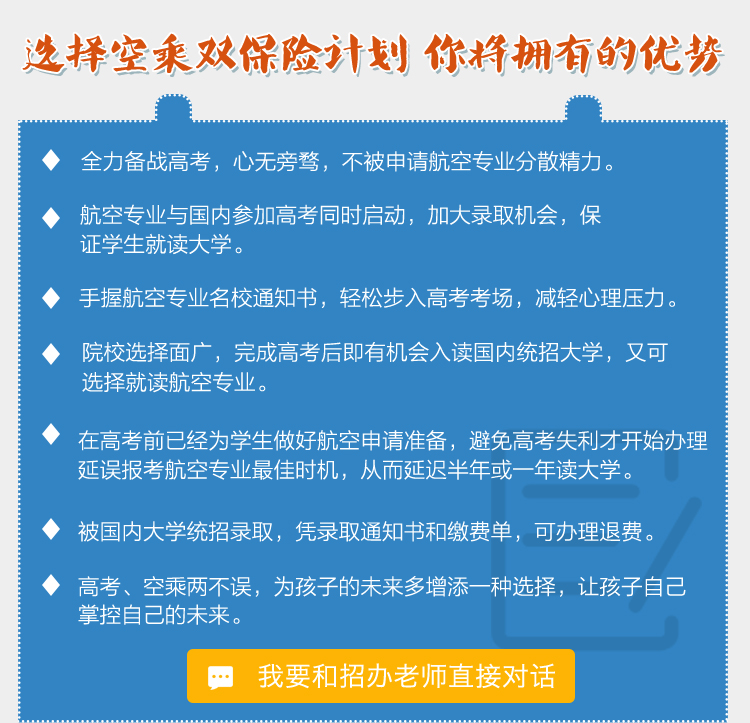 选择空乘双保险计划 你将拥有的优势
全力备战高考，心无旁骛，不被申请航空专业分散精力。
航空专业与国内参加高考同时启动，加大录取机会，保
证学生就读大学。
手握航空专业名校通知书，轻松步入高考考场，减轻心理压力。
院校选择面广，完成高考后即有机会入读国内统招大学，又可
选择就读航空专业。
在高考前已经为学生做好航空申请准备，避免高考失利才开始办理
延误报考航空专业最佳时机，从而延迟半年或一年读大学。
被国内大学统招录取，凭录取通知书和缴费单，可办理退费。
高考、空乘两不误，为孩子的未来多增添一种选择，让孩子自己
掌控自己的未来。
我要和招办老师直接对话